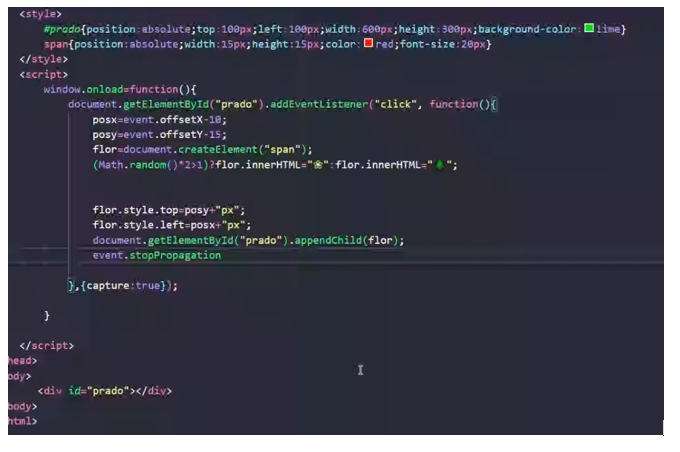 <style>
#prado{position:absolute;top:100px;left:100px;width:600px;height:300px;background-color:lime}
span{position:absolute;width:15px;height:15px;color:red;font-size:20px}
</style>
<script>
window.onload=function(){
document.getElementById("prado").addEventListener("click", function(){
posx=event.offsetX-10;
posy=event.offsetY-15;
flor=document.createElement("span");
(Math.random()*2>1)?flor.innerHTML="❀":flor.innerHTML="🌲";
flor.style.top=posy+"px";
flor.style.left=posx+"px";
document.getElementById("prado").appendChild(flor);
event.stopPropagation
},{capture:true});
}
</script>
head>
ody>
<div id="prado"></div>
body>
html>